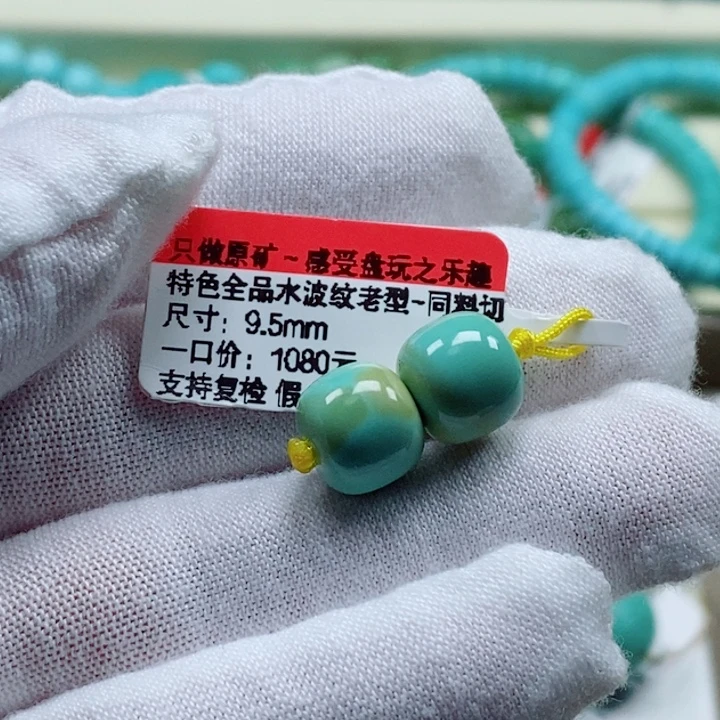 只做原矿~感受盘玩之乐趣
特色全品水波纹老型~同料切
尺寸：9.5mm
一口价：1080元
支持复检 假